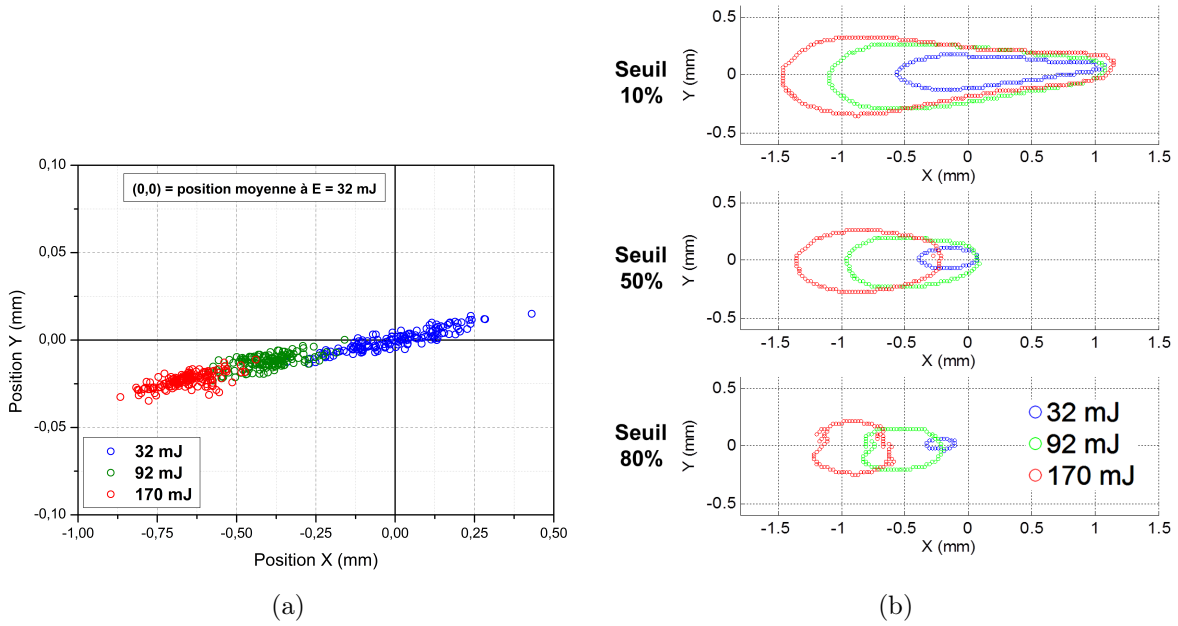 0,10
0,05
0,00
-0,05
-0,10
Position Y (mm)
(0,0) = position moyenne à E = 32 mJ
32 mJ
92 mJ
170 mJ
-1,00 -0,75 -0,50 -0,25 0,00 0,25 0,50
Position X (mm)
(a)
Seuil
10%
Y (mm)
0.5
0
-0.5
-1.5 -1 -0.5 0 0.5 1 1.5
X (mm)
Seuil
50%
Y (mm)
0.5
0
-0.5
-1.5 -1 -0.5 0 0.5 1 1.5
X (mm)
Seuil
80%
Y (mm)
0.5
0
-0.5
32 mJ
92 mJ
170 mJ
-1.5 -1 -0.5 0 0.5 1 1.5
X (mm)
(b)